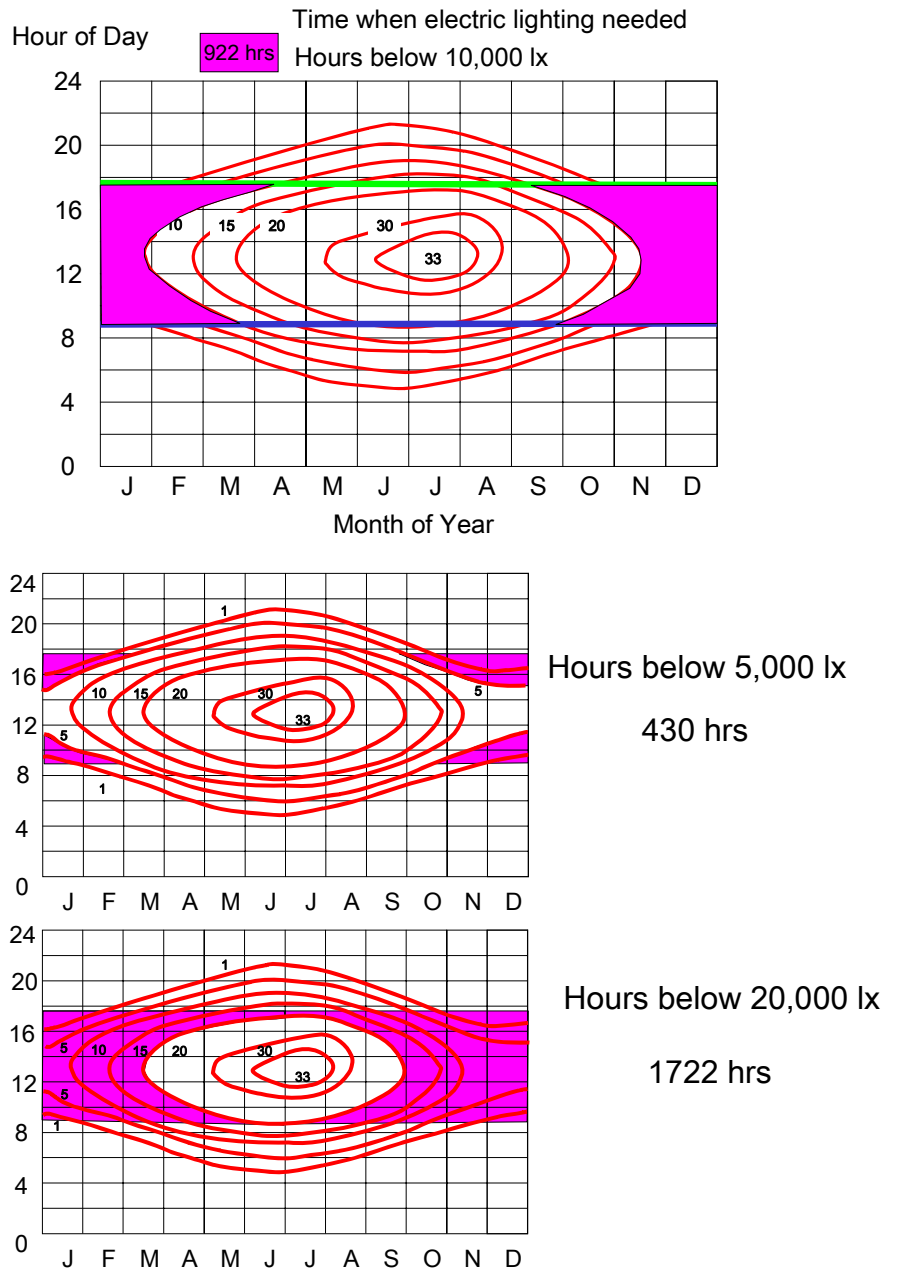 Hour of Day
922 hrs
Time when electric lighting needed
Hours below 10,000 lx
24
20
16
12
8
4
0
10 15 20 30
33
J F M A M J J A S O N D
Month of Year
24
20
16
12
8
4
0
1
10 15 20 30 5
33
5
1
J F M A M J J A S O N D
Hours below 5,000 lx
430 hrs
24
20
16
12
8
4
0
1
5 10 15 20 30
33
5
1
J F M A M J J A S O N D
Hours below 20,000 lx
1722 hrs